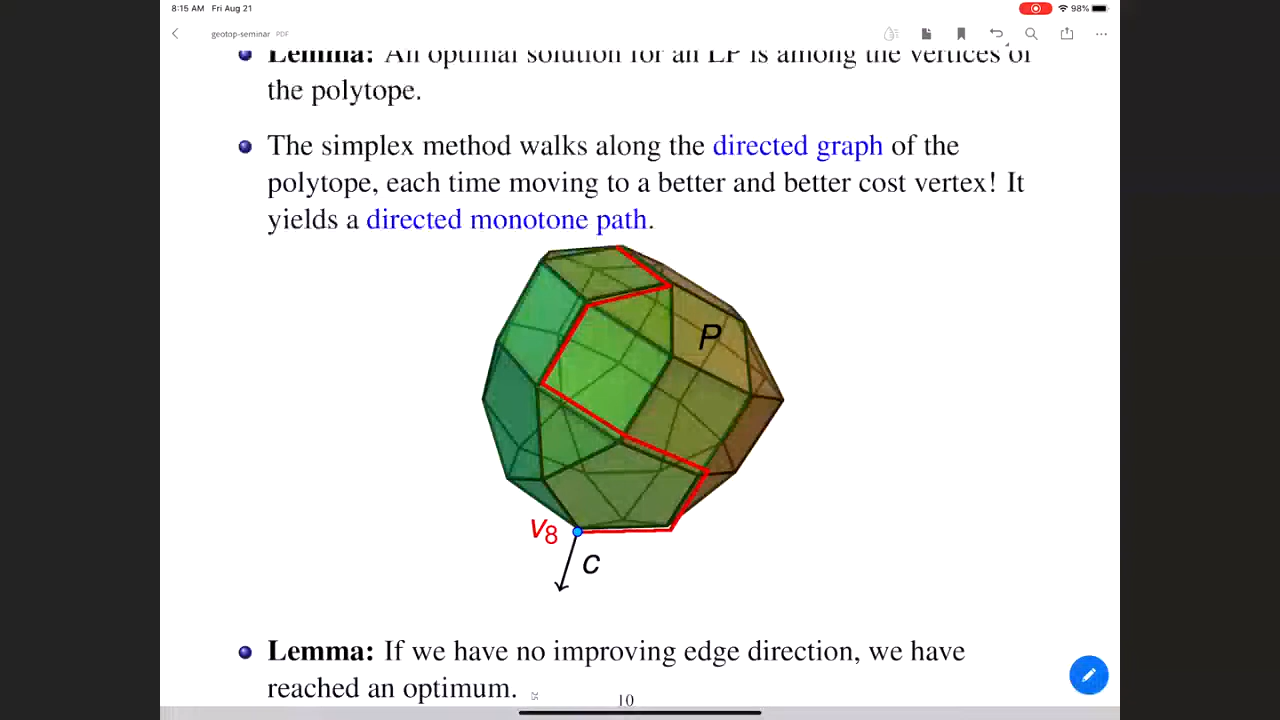 8:15 AM Fri Aug 21
98%
geotop-seminar PDF
Lemma: An optimal solution for an LP is among the vertices of
the polytope.
The simplex method walks along the directed graph of the
polytope, each time moving to a better and better cost vertex! It
yields a directed monotone path.
P
v8
c
Lemma: If we have no improving edge direction, we have
reached an optimum.
25
10